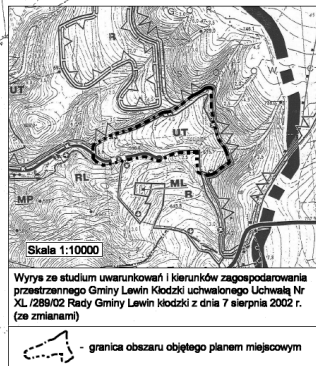 G O R
R
UT
W
UT
RL
ML
R
MP
Skala 1:10000
Wyrys ze studium uwarunkowań i kierunków zagospodarowania
przestrzennego Gminy Lewin Kłodzki uchwalonego Uchwałą Nr
XL /289/02 Rady Gminy Lewin kłodzki z dnia 7 sierpnia 2002 r.
(ze zmianami)
- granica obszaru objętego planem miejscowym